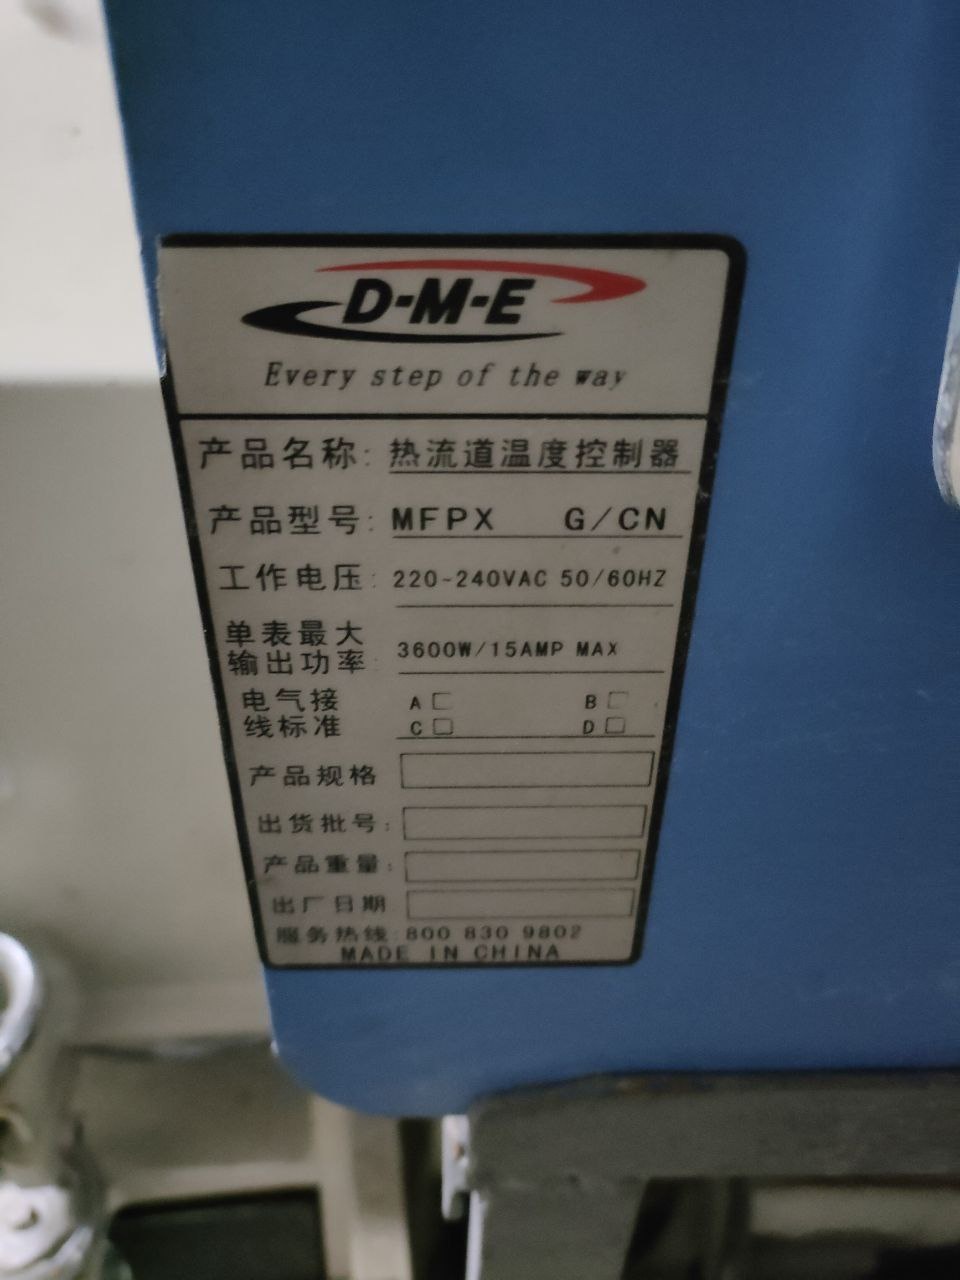 D-M-E
Every step of the way
产品名称: 热流道温度控制器
产品型号: MFPX G/CN
工作电压: 220-240VAC 50/60HZ
单表最大
输出功率: 3600W/15AMP MAX
电气接 A□ B□
线标准 C□ D□
产品规格
出货批号:
产品重量:
出厂日期
服务热线:800 830 9802
MADE IN CHINA